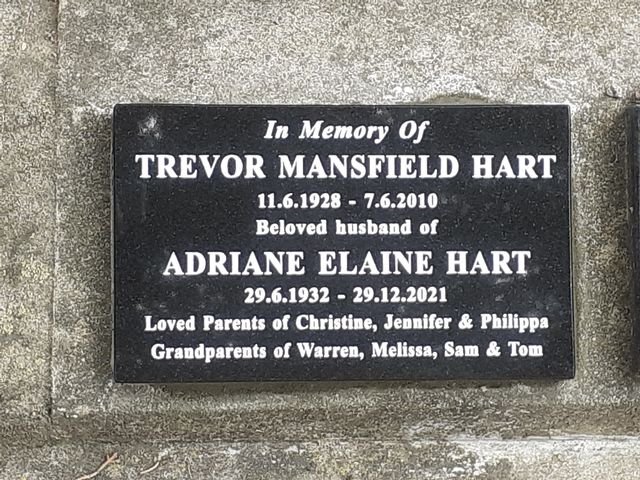 In Memory Of
TREVOR MANSFIELD HART
11.6.1928 - 7.6.2010
Beloved husband of
ADRIANE ELAINE HART
29.6.1932 - 29.12.2021
Loved Parents of Christine, Jennifer & Philippa
Grandparents of Warren, Melissa, Sam & Tom